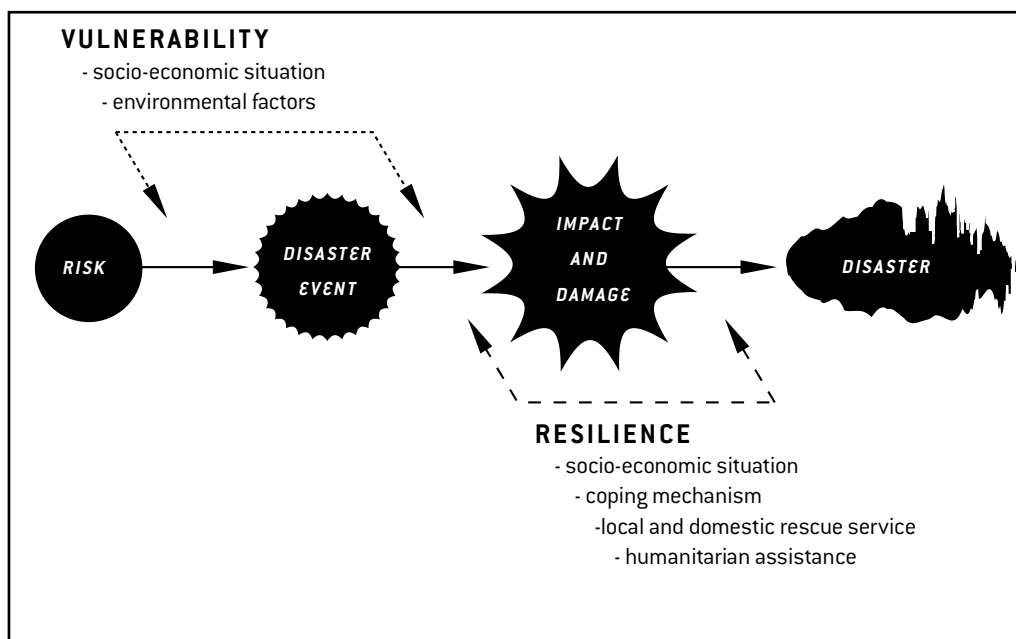 VULNERABILITY
- socio-economic situation
- environmental factors
RISK
DISASTER
EVENT
IMPACT
AND
DAMAGE
DISASTER
RESILIENCE
- socio-economic situation
- coping mechanism
-local and domestic rescue service
- humanitarian assistance